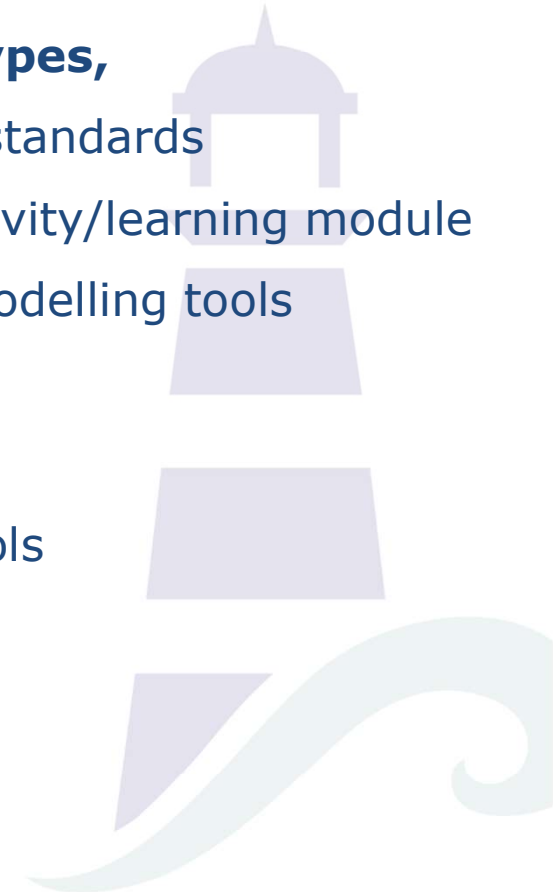 ypes,
standards
vity/learning module
odelling tools
ols